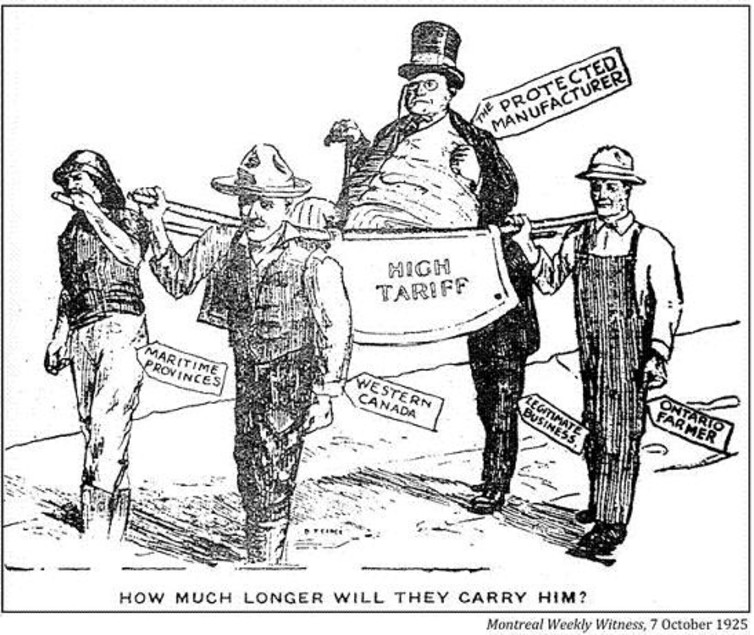 THE PROTECTED
MANUFACTURER
HIGH
TARIFF
MARITIME
PROVINCES
WESTERN
CANADA
LEGITIMATE
BUSINESS.
ONTARIO
FARMER
HOW MUCH LONGER WILL THEY CARRY HIM?
Montreal Weekly Witness, 7 October 1925